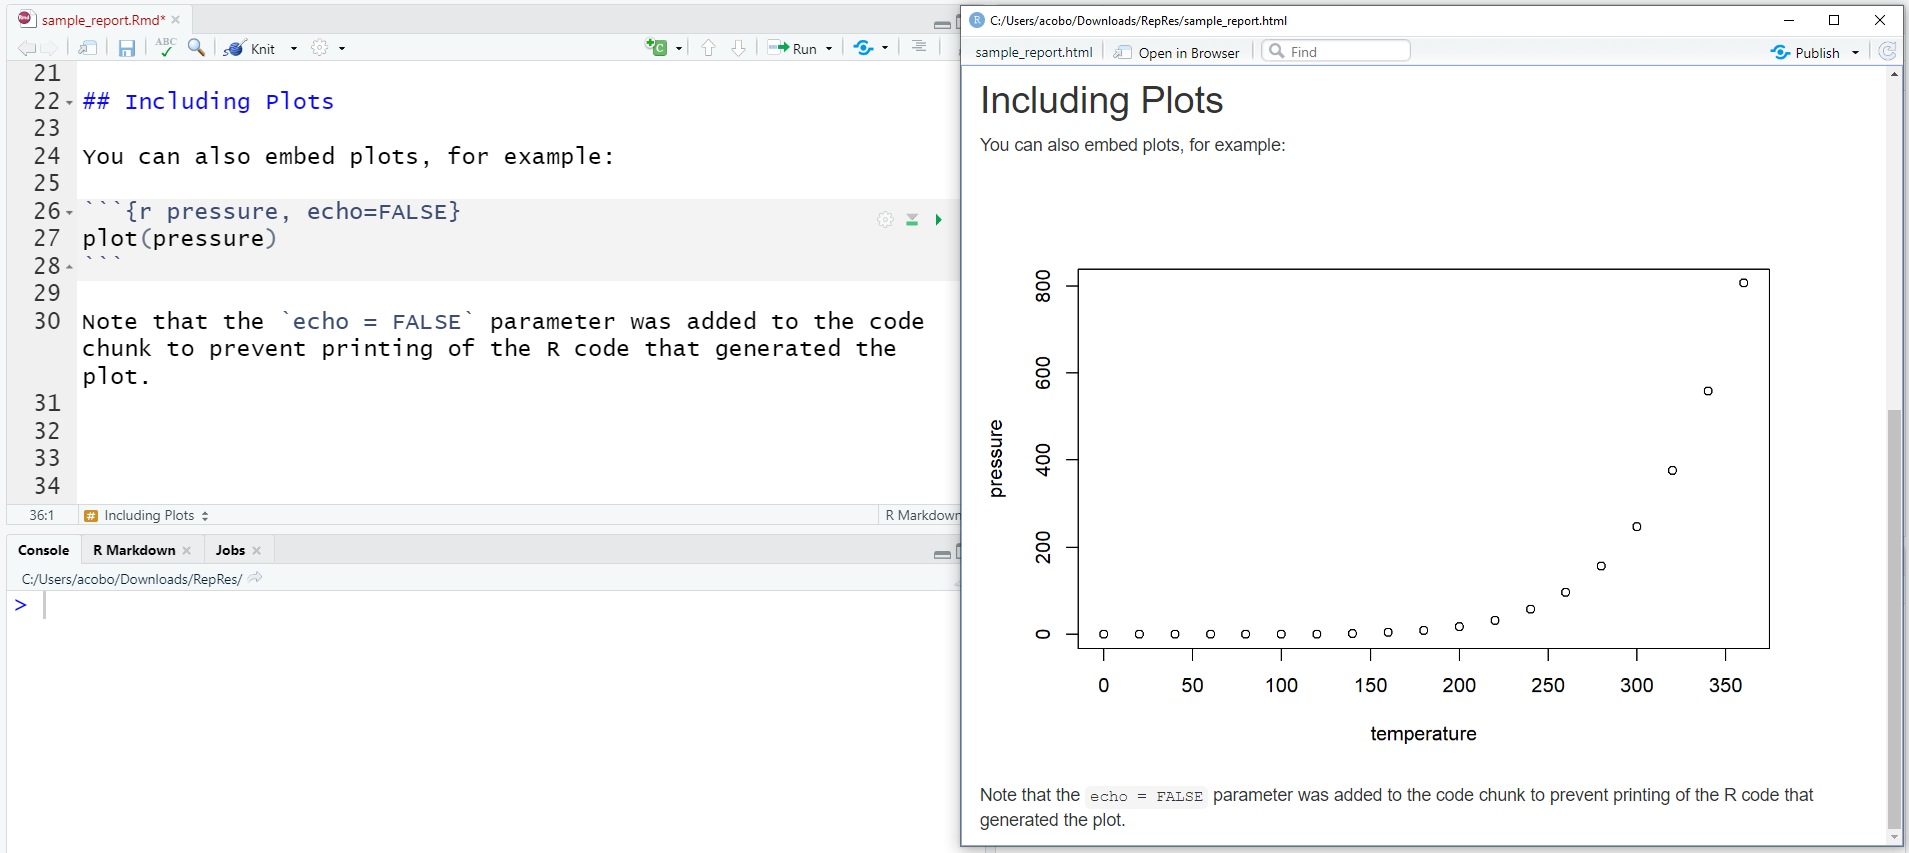 sample_report.Rmd*
ABC
Knit
Run
21
22 ## Including Plots
23
24 You can also embed plots, for example:
25
26 ```{r pressure, echo=FALSE}
27 plot(pressure)
28 ```
29
30 Note that the `echo = FALSE` parameter was added to the code
chunk to prevent printing of the R code that generated the
plot.
31
32
33
34
36:1 # Including Plots R Markdown
Console R Markdown Jobs
C:/Users/acobo/Downloads/RepRes/
>
R C:/Users/acobo/Downloads/RepRes/sample_report.html
sample_report.html Open in Browser Find Publish
Including Plots
You can also embed plots, for example:
800
600
400
200
0
pressure
0 50 100 150 200 250 300 350
temperature
Note that the echo = FALSE parameter was added to the code chunk to prevent printing of the R code that
generated the plot.